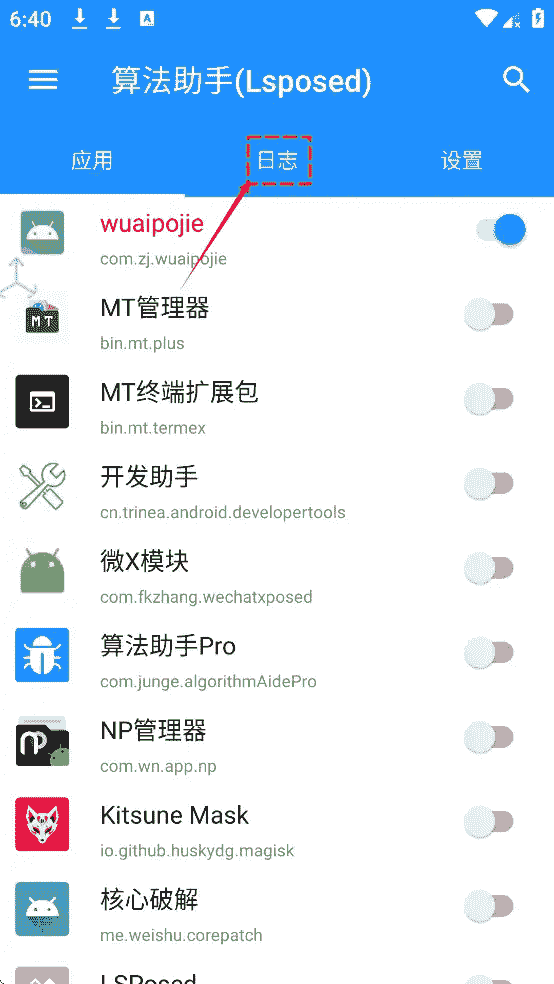 6:40
算法助手(Lsposed)
应用
日志
设置
wuaipojie
com.zj.wuaipojie
MT管理器
bin.mt.plus
MT终端扩展包
bin.mt.termex
开发助手
cn.trinea.android.developertools
微X模块
com.fkzhang.wechatxposed
算法助手Pro
com.junge.algorithmAidePro
NP管理器
com.wn.app.np
Kitsune Mask
io.github.huskydg.magisk
核心破解
me.weishu.corepatch
LSPosed